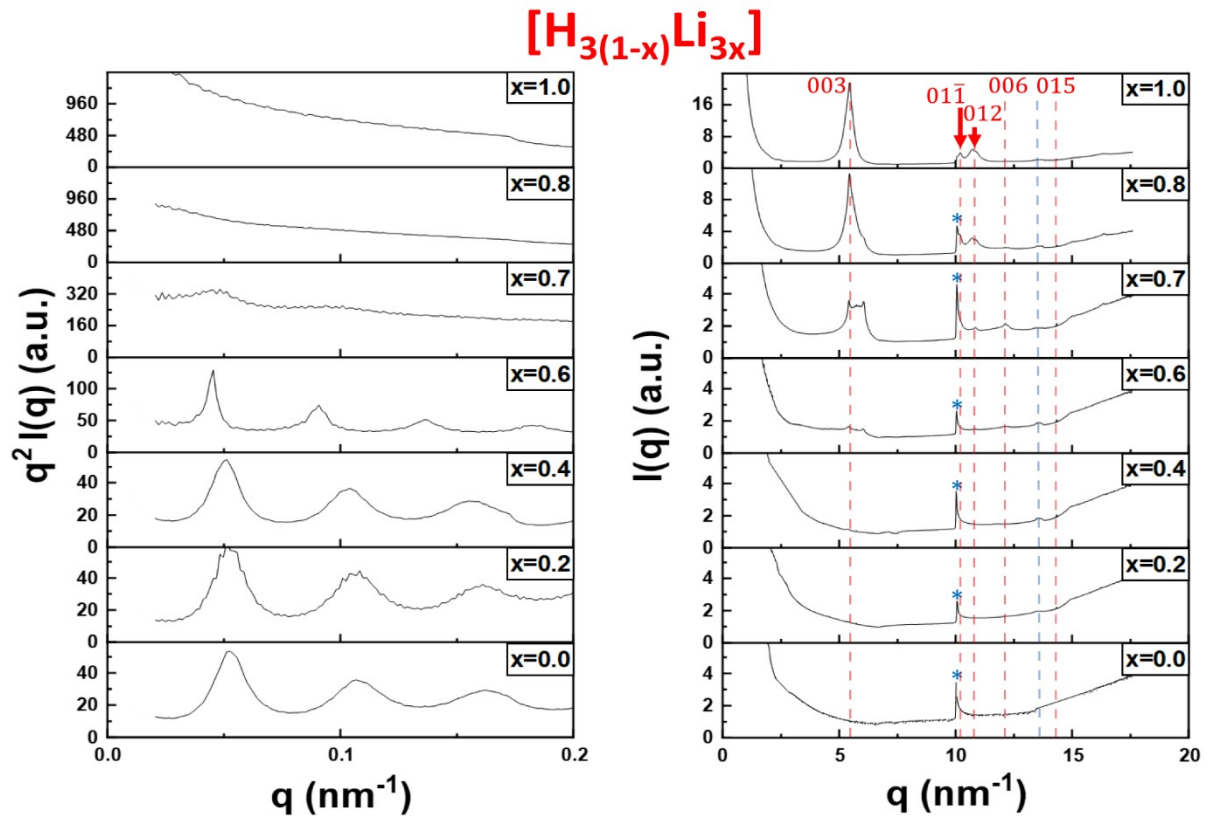 [H3(1-x)Li3x]
x=1.0
960
480
0
x=0.8
960
480
0
x=0.7
320
160
0
x=0.6
100
50
0
x=0.4
40
20
0
x=0.2
40
20
0
x=0.0
40
20
0
0.0 0.1 0.2
q (nm-1)
q2 I(q) (a.u.)
003 011̅ 012 006 015
x=1.0
16
8
0
x=0.8
*
8
4
0
x=0.7
*
4
2
0
x=0.6
*
4
2
0
x=0.4
*
4
2
0
x=0.2
*
4
2
0
x=0.0
*
4
2
0
0 5 10 15 20
q (nm-1)
I(q) (a.u.)